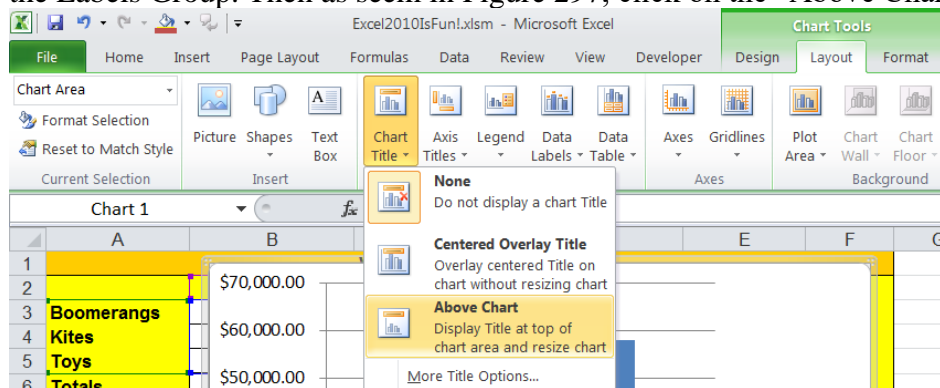 the Labels Group. Then as seem in Figure 297, click on the "Above Cha
Excel2010IsFun!.xlsm - Microsoft Excel
Chart Tools
File Home Insert Page Layout Formulas Data Review View Developer Design Layout Format
Chart Area
Format Selection
Reset to Match Style
Current Selection
Picture Shapes Text Box
Insert
Chart Title Axis Titles Legend Data Labels Data Table
Axes Gridlines
Axes
Plot Area Chart Wall Chart Floor
Background
None
Do not display a chart Title
Centered Overlay Title
Overlay centered Title on
chart without resizing chart
Above Chart
Display Title at top of
chart area and resize chart
More Title Options...
Chart 1 fx
A B E F
1
2
3 Boomerangs
4 Kites
5 Toys
6 Totals
$70,000.00
$60,000.00
$50,000.00